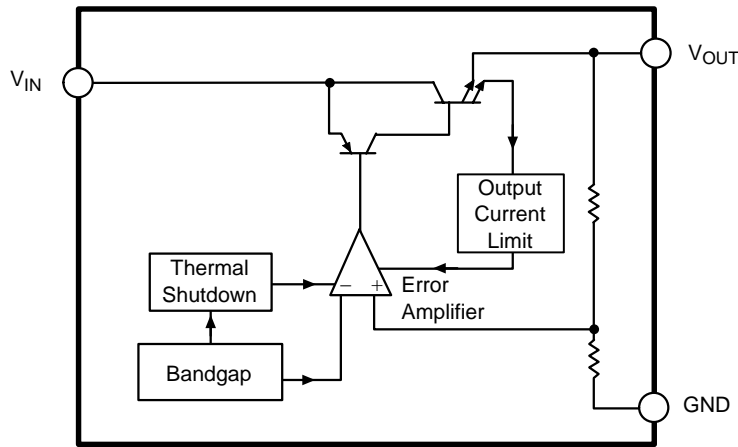 V_IN
V_OUT
Output
Current
Limit
Thermal
Shutdown
− +
Error
Amplifier
Bandgap
GND